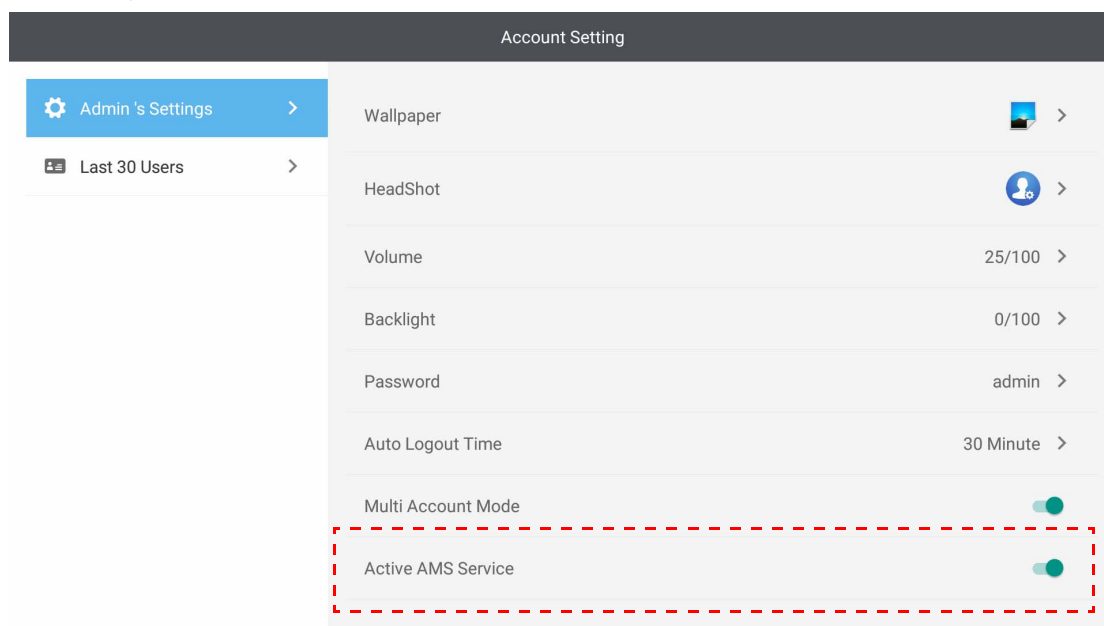 Account Setting
Admin 's Settings
Last 30 Users
Wallpaper
HeadShot
Volume 25/100
Backlight 0/100
Password admin
Auto Logout Time 30 Minute
Multi Account Mode
Active AMS Service